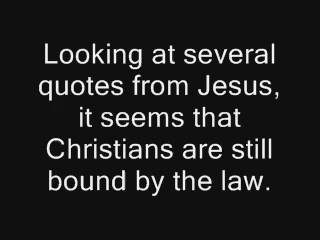 Looking at several
quotes from Jesus,
it seems that
Christians are still
bound by the law.